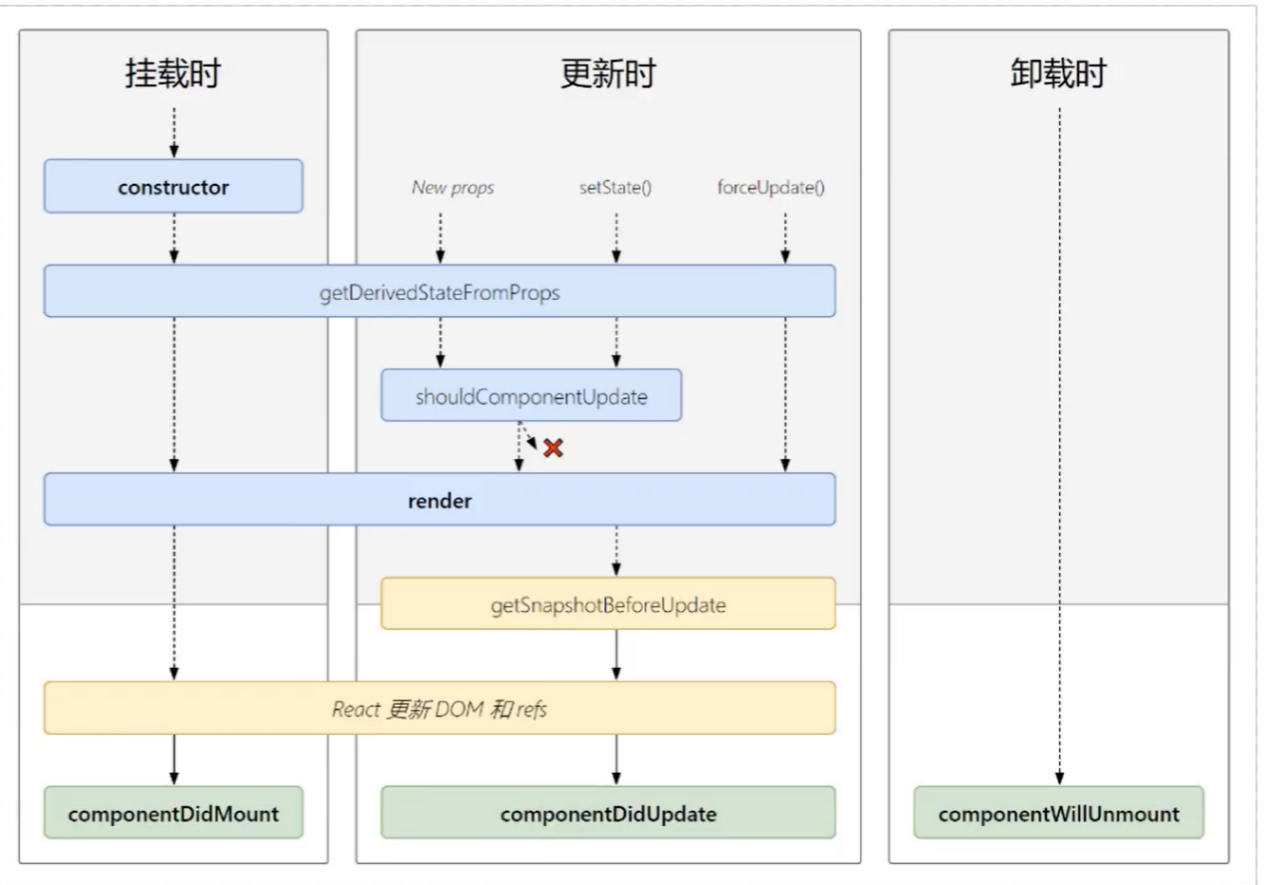 挂载时
更新时
卸载时
constructor
New props
setState()
forceUpdate()
getDerivedStateFromProps
shouldComponentUpdate
render
getSnapshotBeforeUpdate
React 更新 DOM 和 refs
componentDidMount
componentDidUpdate
componentWillUnmount